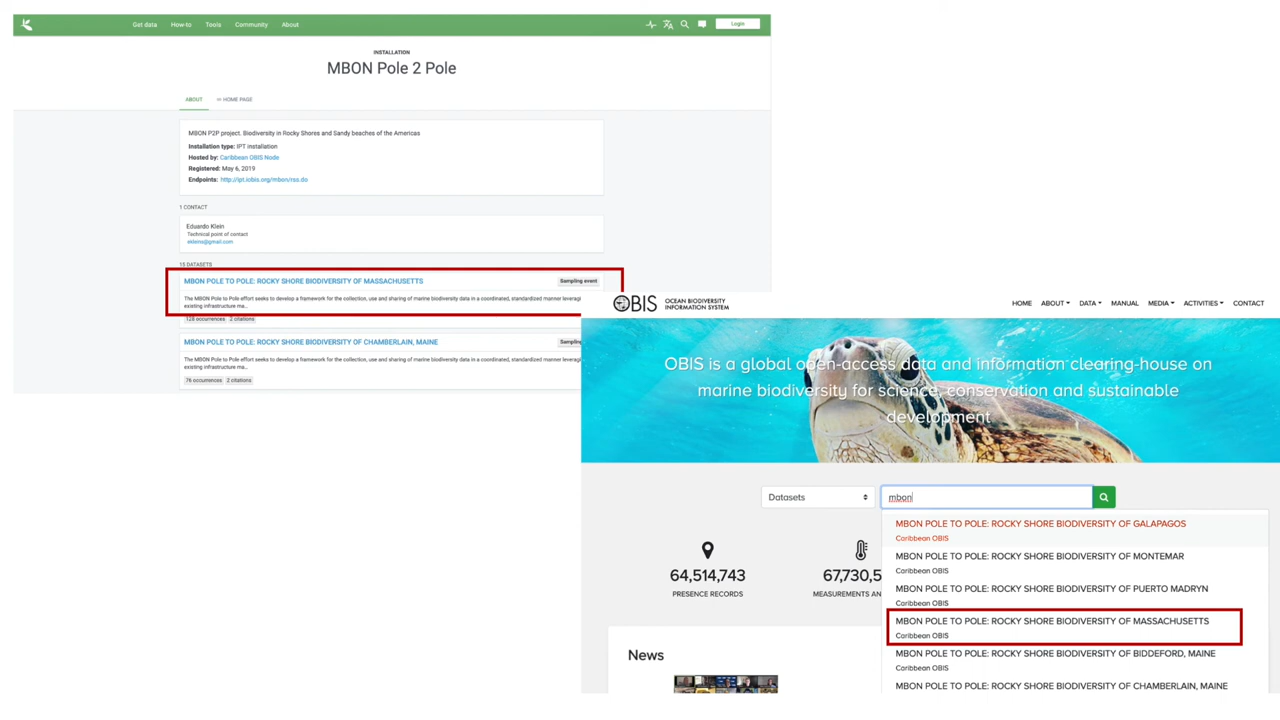 Get data How-to Tools Community About Login
INSTALLATION
MBON Pole 2 Pole
ABOUT HOME PAGE
MBON P2P project. Biodiversity in Rocky Shores and Sandy beaches of the Americas
Installation type: IPT installation
Hosted by: Caribbean OBIS Node
Registered: May 6, 2019
Endpoints: http://ipt.iobis.org/mbon/rss.do
1 CONTACT
Eduardo Klein
Technical point of contact
ekleins@gmail.com
15 DATASETS
MBON POLE TO POLE: ROCKY SHORE BIODIVERSITY OF MASSACHUSETTS Sampling event
The MBON Pole to Pole effort seeks to develop a framework for the collection, use and sharing of marine biodiversity data in a coordinated, standardized manner leveragi
existing infrastructure ma...
128 occurrences 2 citations
MBON POLE TO POLE: ROCKY SHORE BIODIVERSITY OF CHAMBERLAIN, MAINE Sampling
The MBON Pole to Pole effort seeks to develop a framework for the collection, use and sharing of marine biodiversity data in a coordinated, standardized manner leveragi
existing infrastructure ma...
76 occurrences 2 citations
OBIS OCEAN BIODIVERSITY
INFORMATION SYSTEM
HOME ABOUT DATA MANUAL MEDIA ACTIVITIES CONTACT
OBIS is a global open-access data and information clearing-house on
marine biodiversity for science, conservation and sustainable
development
Datasets mbon
MBON POLE TO POLE: ROCKY SHORE BIODIVERSITY OF GALAPAGOS
Caribbean OBIS
MBON POLE TO POLE: ROCKY SHORE BIODIVERSITY OF MONTEMAR
Caribbean OBIS
MBON POLE TO POLE: ROCKY SHORE BIODIVERSITY OF PUERTO MADRYN
Caribbean OBIS
MBON POLE TO POLE: ROCKY SHORE BIODIVERSITY OF MASSACHUSETTS
Caribbean OBIS
MBON POLE TO POLE: ROCKY SHORE BIODIVERSITY OF BIDDEFORD, MAINE
Caribbean OBIS
MBON POLE TO POLE: ROCKY SHORE BIODIVERSITY OF CHAMBERLAIN, MAINE
64,514,743 67,730,5
PRESENCE RECORDS MEASUREMENTS AN
News